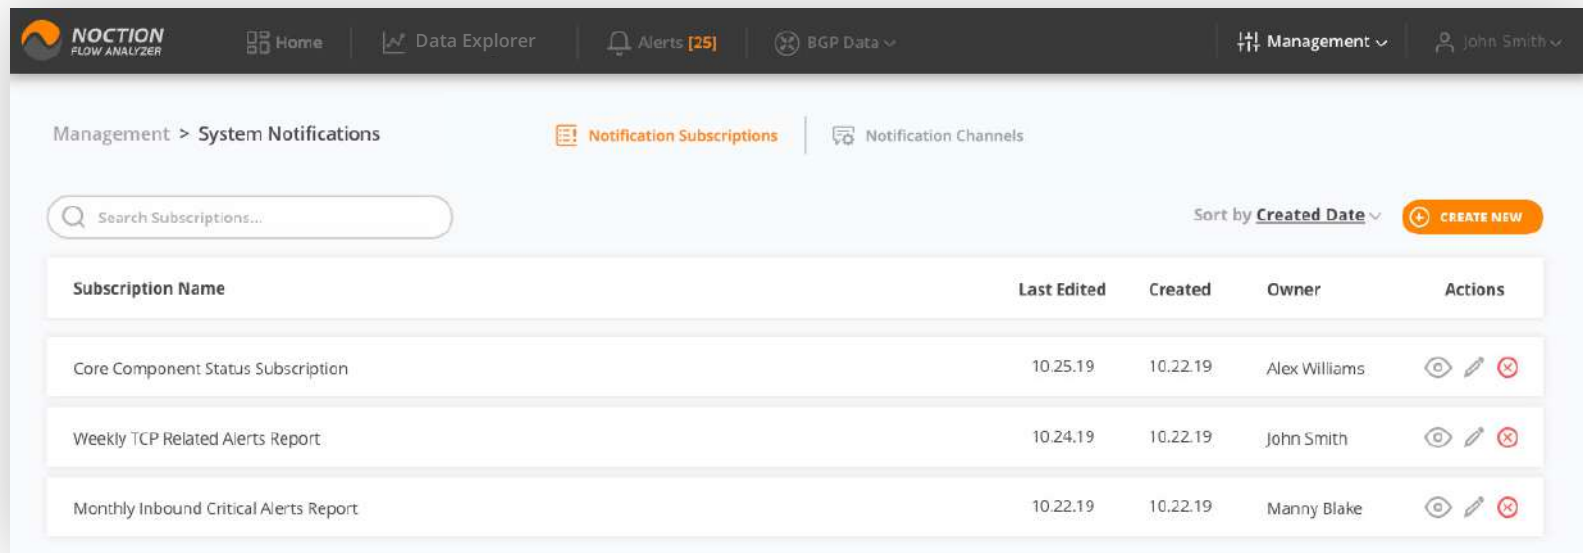 NOCTION
FLOW ANALYZER
Home
Data Explorer
Alerts [25]
BGP Data
Management
John Smith
Management > System Notifications
Notification Subscriptions
Notification Channels
Search Subscriptions...
Sort by Created Date
CREATE NEW
Subscription Name Last Edited Created Owner Actions
Core Component Status Subscription 10.25.19 10.22.19 Alex Williams
Weekly TCP Related Alerts Report 10.24.19 10.22.19 John Smith
Monthly Inbound Critical Alerts Report 10.22.19 10.22.19 Manny Blake